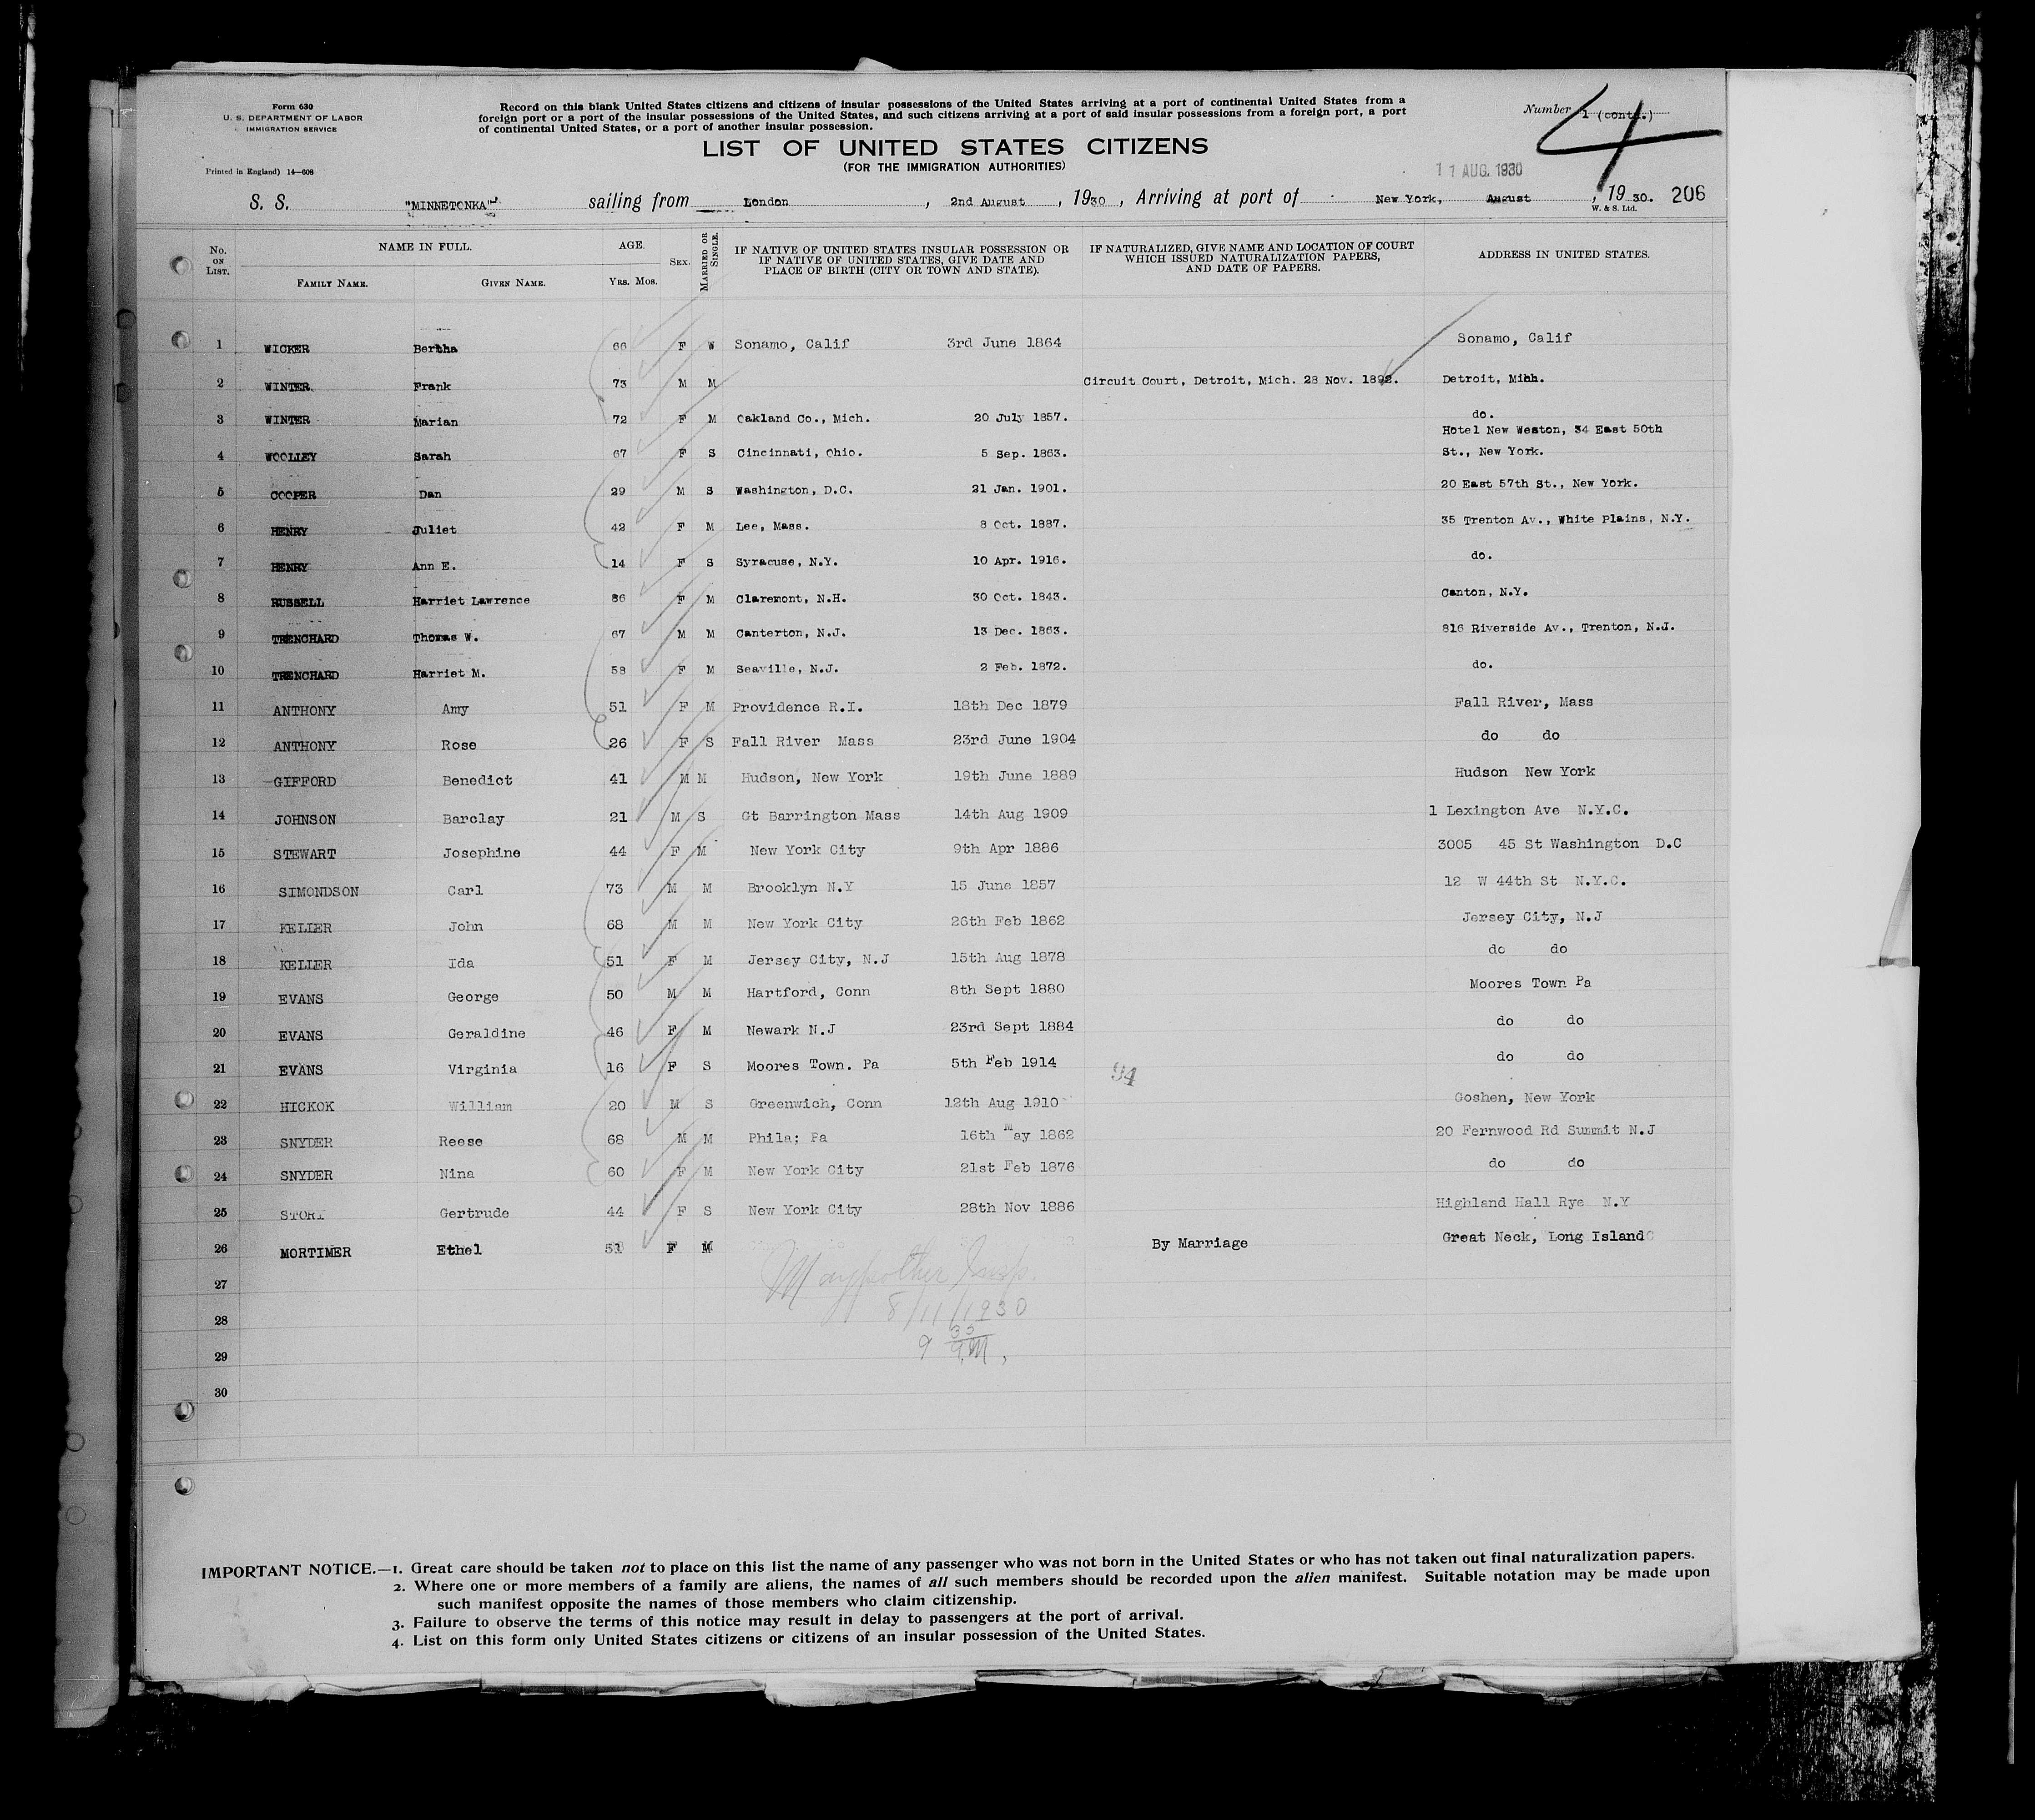 Form 630
U. S. DEPARTMENT OF LABOR
IMMIGRATION SERVICE
Printed in England) 14—608
Record on this blank United States citizens and citizens of insular possessions of the United States arriving at a port of continental United States from a
foreign port or a port of the insular possessions of the United States, and such citizens arriving at a port of said insular possessions from a foreign port, a port
of continental United States, or a port of another insular possession.
Number 1 (contd.)
4
LIST OF UNITED STATES CITIZENS
(FOR THE IMMIGRATION AUTHORITIES)
11 AUG. 1930
S. S. "MINNETONKA" sailing from London, 2nd August, 1930, Arriving at port of New York, August, 1930. 206
W. & S. Ltd.
No. ON LIST. NAME IN FULL. AGE. SEX. MARRIED OR SINGLE. IF NATIVE OF UNITED STATES INSULAR POSSESSION OR IF NATIVE OF UNITED STATES, GIVE DATE AND PLACE OF BIRTH (CITY OR TOWN AND STATE). IF NATURALIZED, GIVE NAME AND LOCATION OF COURT WHICH ISSUED NATURALIZATION PAPERS, AND DATE OF PAPERS. ADDRESS IN UNITED STATES.
FAMILY NAME. GIVEN NAME. YRS. MOS.
1 WICKER Bertha 66 F W Sonamo, Calif 3rd June 1864 Sonamo, Calif
2 WINTER Frank 73 M M Circuit Court, Detroit, Mich. 28 Nov. 1892. Detroit, Mihh.
3 WINTER Marian 72 F M Oakland Co., Mich. 20 July 1857. do.
4 WOOLLEY Sarah 67 F S Cincinnati, Ohio. 5 Sep. 1863. Hotel New Weston, 34 East 50th St., New York.
5 COOPER Dan 29 M S Washington, D.C. 21 Jan. 1901. 20 East 57th St., New York.
6 HENRY Juliet 42 F M Lee, Mass. 8 Oct. 1887. 35 Trenton Av., White Plains, N.Y.
7 HENRY Ann E. 14 F S Syracuse, N.Y. 10 Apr. 1916. do.
8 RUSSELL Harriet Lawrence 86 F M Claremont, N.H. 30 Oct. 1843. Canton, N.Y.
9 TRENCHARD Thomas W. 67 M M Canterton, N.J. 13 Dec. 1863. 816 Riverside Av., Trenton, N.J.
10 TRENCHARD Harriet M. 58 F M Seaville, N.J. 2 Feb. 1872. do.
11 ANTHONY Amy 51 F M Providence R.I. 18th Dec 1879 Fall River, Mass
12 ANTHONY Rose 26 F S Fall River Mass 23rd June 1904 do do
13 GIFFORD Benedict 41 M M Hudson, New York 19th June 1889 Hudson New York
14 JOHNSON Barclay 21 M S Gt Barrington Mass 14th Aug 1909 1 Lexington Ave N.Y.C.
15 STEWART Josephine 44 F M New York City 9th Apr 1886 3005 45 St Washington D.C
16 SIMONDSON Carl 73 M M Brooklyn N.Y 15 June 1857 12 W 44th St N.Y.C.
17 KELLER John 68 M M New York City 26th Feb 1862 Jersey City, N.J
18 KELLER Ida 51 F M Jersey City, N.J 15th Aug 1878 do do
19 EVANS George 50 M M Hartford, Conn 8th Sept 1880 Moores Town Pa
20 EVANS Geraldine 46 F M Newark N.J 23rd Sept 1884 do do
21 EVANS Virginia 16 F S Moores Town. Pa 5th Feb 1914 94 do do
22 HICKOK William 20 M S Greenwich, Conn 12th Aug 1910 Goshen, New York
23 SNYDER Reese 68 M M Phila; Pa 16th May 1862 20 Fernwood Rd Summit N.J
24 SNYDER Nina 60 F M New York City 21st Feb 1876 do do
25 STORY Gertrude 44 F S New York City 28th Nov 1886 Highland Hall Rye N.Y
26 MORTIMER Ethel 51 F M By Marriage Great Neck, Long Island
27
28 8/11/1930
29 9 30 AM.
30
IMPORTANT NOTICE.—1. Great care should be taken not to place on this list the name of any passenger who was not born in the United States or who has not taken out final naturalization papers.
2. Where one or more members of a family are aliens, the names of all such members should be recorded upon the alien manifest. Suitable notation may be made upon
such manifest opposite the names of those members who claim citizenship.
3. Failure to observe the terms of this notice may result in delay to passengers at the port of arrival.
4. List on this form only United States citizens or citizens of an insular possession of the United States.